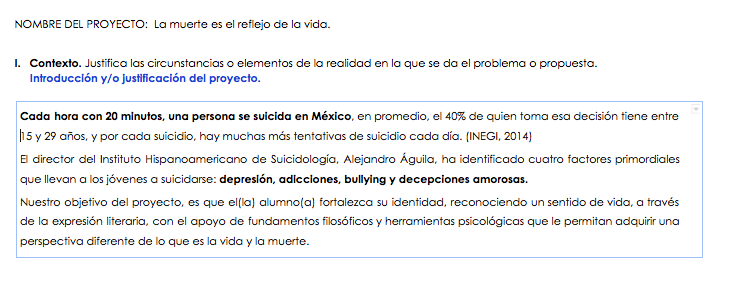 NOMBRE DEL PROYECTO:  La muerte es el reflejo de la vida.
I. Contexto. Justifica las circunstancias o elementos de la realidad en la que se da el problema o propuesta.
Introducción y/o justificación del proyecto.
Cada hora con 20 minutos, una persona se suicida en México, en promedio, el 40% de quien toma esa decisión tiene entre
15 y 29 años, y por cada suicidio, hay muchas más tentativas de suicidio cada día. (INEGI, 2014)
El director del Instituto Hispanoamericano de Suicidología, Alejandro Águila, ha identificado cuatro factores primordiales
que llevan a los jóvenes a suicidarse: depresión, adicciones, bullying y decepciones amorosas.
Nuestro objetivo del proyecto, es que el(la) alumno(a) fortalezca su identidad, reconociendo un sentido de vida, a través
de la expresión literaria, con el apoyo de fundamentos filosóficos y herramientas psicológicas que le permitan adquirir una
perspectiva diferente de lo que es la vida y la muerte.